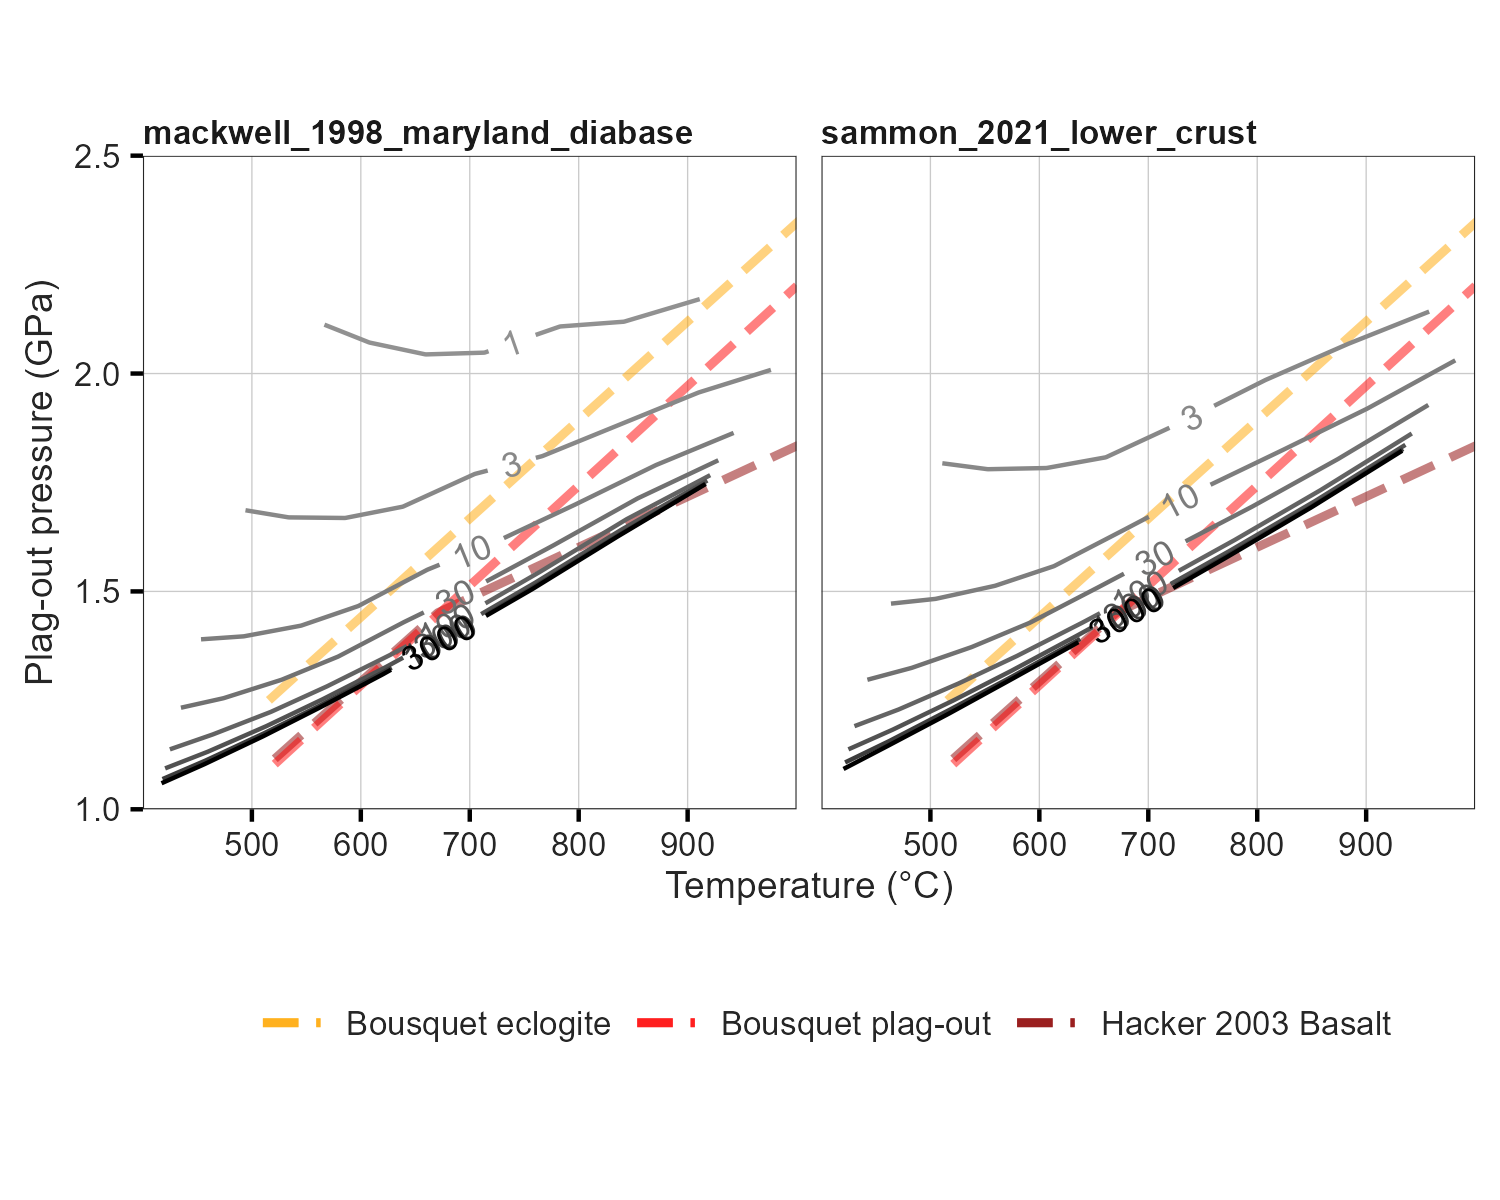 mackwell_1998_maryland_diabase sammon_2021_lower_crust
Plag-out pressure (GPa)
2.5
2.0
1.5
1.0
1
3
10
30
3000
3
10
30
3000
500 600 700 800 900 500 600 700 800 900
Temperature (°C)
Bousquet eclogite Bousquet plag-out Hacker 2003 Basalt